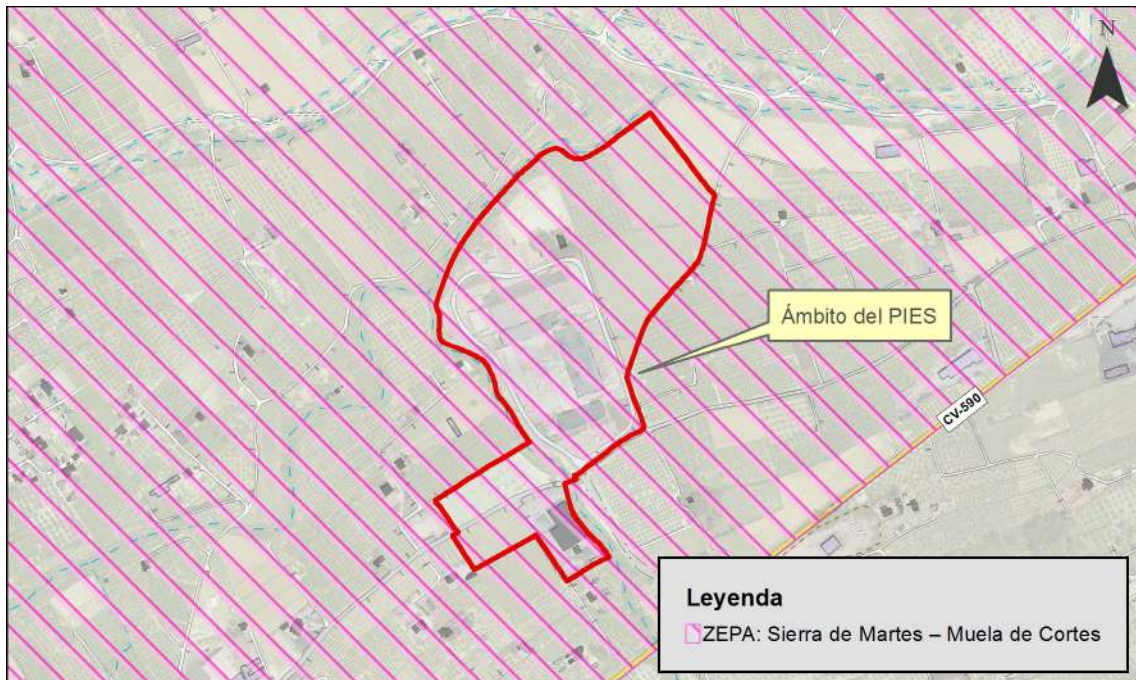 N
Ámbito del PIES
CV-590
Leyenda
ZEPA: Sierra de Martes – Muela de Cortes